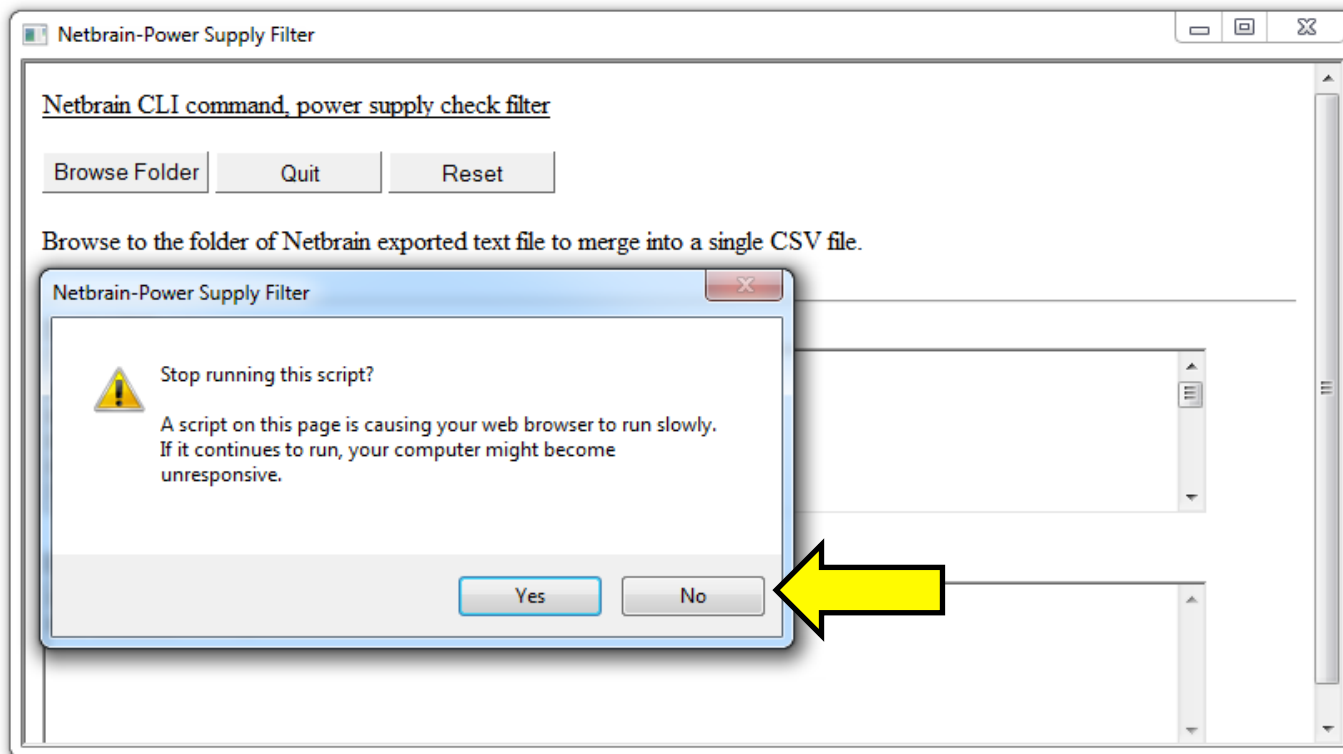 Netbrain-Power Supply Filter
Netbrain CLI command, power supply check filter
Browse Folder Quit Reset
Browse to the folder of Netbrain exported text file to merge into a single CSV file.
Netbrain-Power Supply Filter
Stop running this script?
A script on this page is causing your web browser to run slowly.
If it continues to run, your computer might become
unresponsive.
Yes No